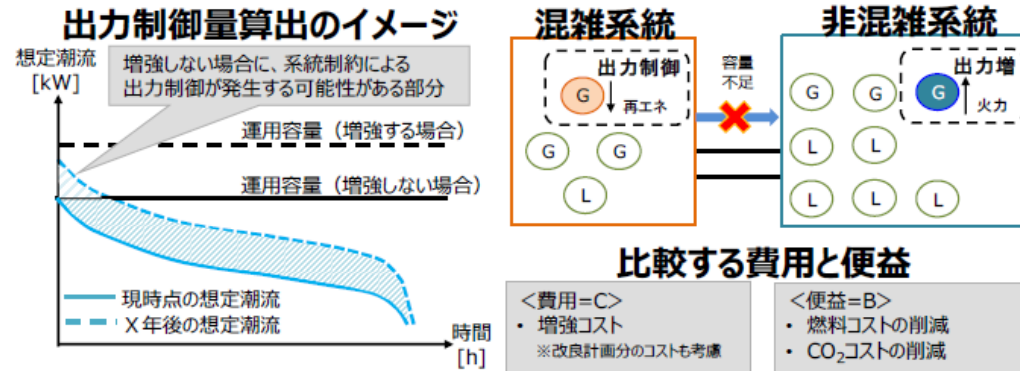 出力制御量算出のイメージ
想定潮流
[kW]
増強しない場合に、系統制約による
出力制御が発生する可能性がある部分
運用容量（増強する場合）
運用容量（増強しない場合）
現時点の想定潮流
X年後の想定潮流
時間
[h]
混雑系統
出力制御
G
再エネ
G
G
L
容量
不足
非混雑系統
出力増
G
G
G
火力
L
L
L
L
L
比較する費用と便益
＜費用=C＞
・ 増強コスト
※改良計画分のコストも考慮
＜便益=B＞
・ 燃料コストの削減
・ CO₂コストの削減